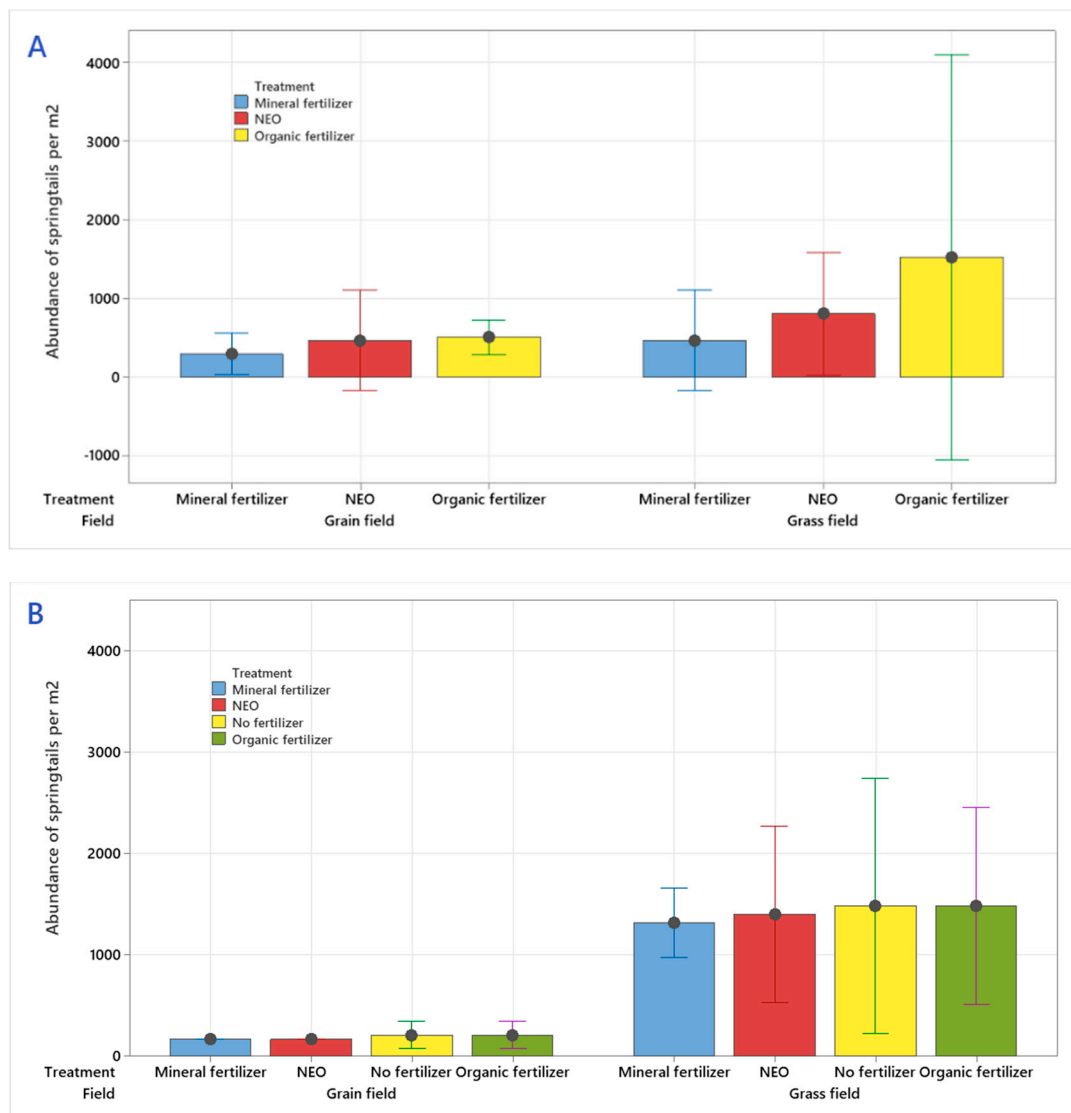 A
Abundance of springtails per m2
4000
3000
2000
1000
0
-1000
Treatment
Mineral fertilizer
NEO
Organic fertilizer
Treatment Mineral fertilizer NEO Organic fertilizer Mineral fertilizer NEO Organic fertilizer
Field Grain field Grass field
B
Abundance of springtails per m2
4000
3000
2000
1000
0
Treatment
Mineral fertilizer
NEO
No fertilizer
Organic fertilizer
Treatment Mineral fertilizer NEO No fertilizer Organic fertilizer Mineral fertilizer NEO No fertilizer Organic fertilizer
Field Grain field Grass field